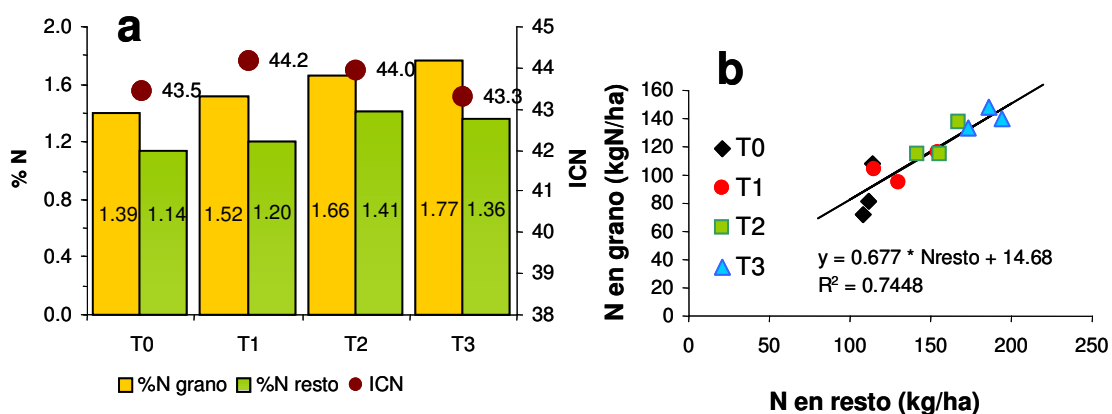 a
2.0
1.6
1.2
0.8
0.4
0.0
% N
45
44
43
42
41
40
39
38
ICN
43.5
44.2
44.0
43.3
1.39
1.14
1.52
1.20
1.66
1.41
1.77
1.36
T0
T1
T2
T3
%N grano
%N resto
ICN
b
160
140
120
100
80
60
40
20
0
N en grano (kgN/ha)
T0
T1
T2
T3
y = 0.677 * Nresto + 14.68
R² = 0.7448
0
50
100
150
200
250
N en resto (kg/ha)